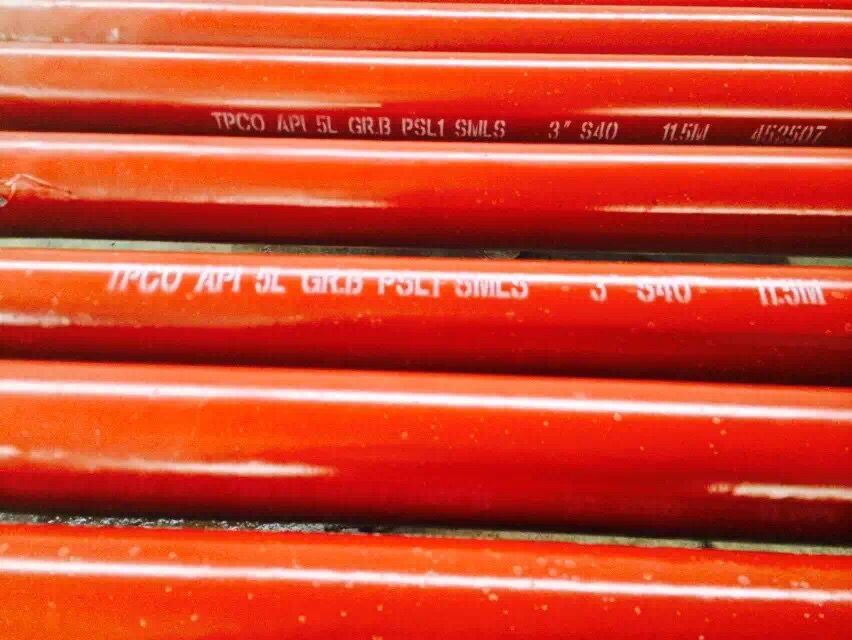 TPCO API 5L GR.B PSL1 SMLS 3" S40 11.5M 452507
TPCO API 5L GR.B PSL1 SMLS 3" S40 11.5M